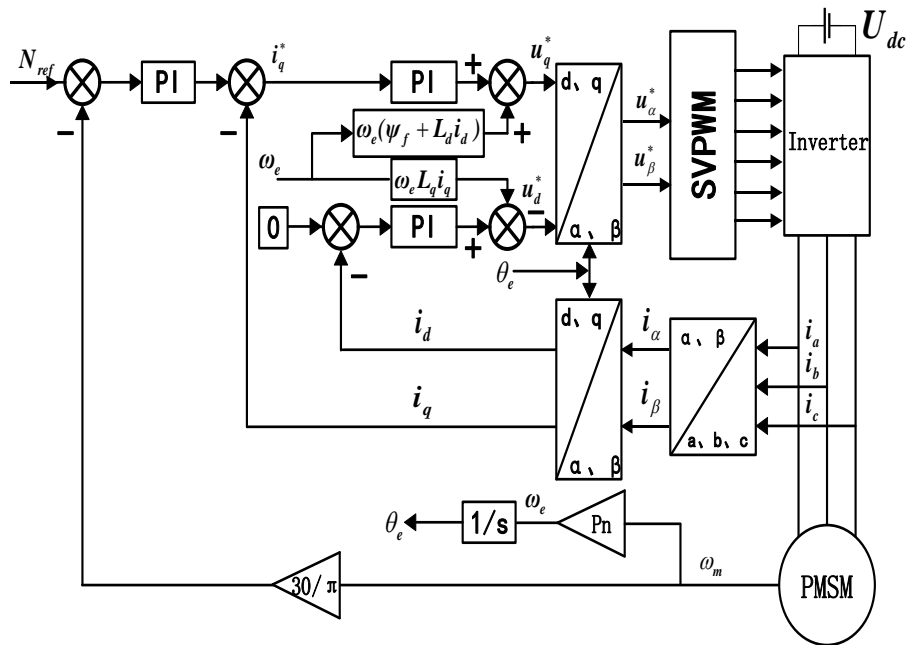 N_ref
PI
i_q^*
PI
+
+
u_q^*
ω_e(ψ_f + L_d i_d)
ω_e
ω_e L_q i_q
u_d^*
0
PI
+
−
−
−
−
d、q
α、β
θ_e
u_α^*
u_β^*
SVPWM
U_dc
Inverter
i_d
i_q
d、q
α、β
i_α
i_β
α、β
a、b、c
i_a
i_b
i_c
θ_e
1/s
ω_e
Pn
30/π
ω_m
PMSM